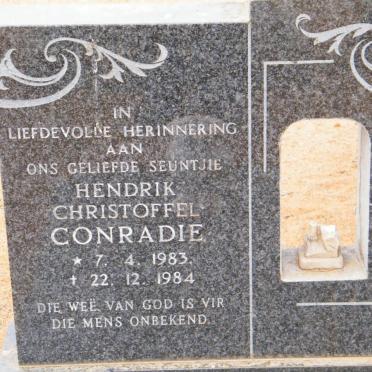 IN
LIEFDEVOLLE HERINNERING
AAN
ONS GELIEFDE SEUNTJIE
HENDRIK
CHRISTOFFEL
CONRADIE
* 7. 4. 1983.
† 22. 12. 1984
DIE WEË VAN GOD IS VIR
DIE MENS ONBEKEND.